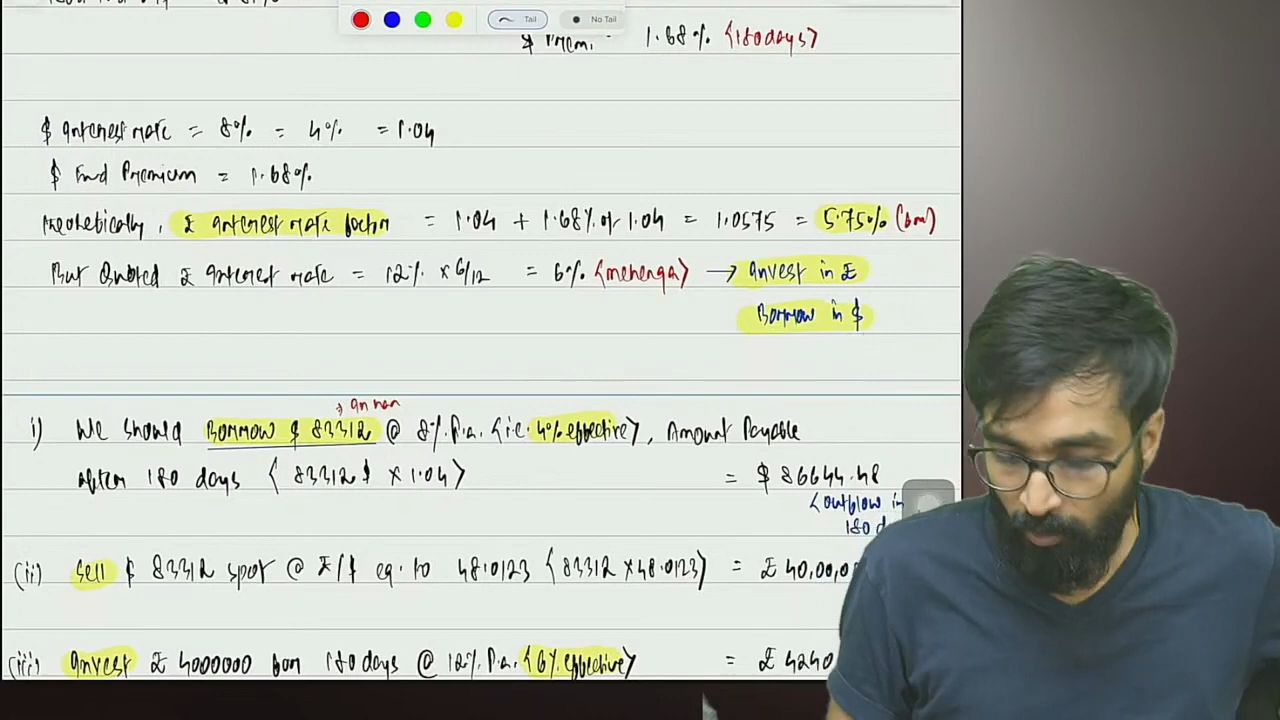 Tail
No Tail
$ Premi. 1.68% {180days}
$ Interest rate = 8% = 4% = 1.04
$ Fwd Premium = 1.68%
Theoretically, ₤ Interest rate factor = 1.04 + 1.68% of 1.04 = 1.0575 = 5.75% (6m)
But Quoted ₤ Interest rate = 12% x 6/12 = 6% {mehenga} → Invest in ₤
Borrow in $
i) We should Borrow $ 83312 @ 8% P.a. {i.e. 4% effective}, Amount Payable
after 180 days {83312 $ x 1.04} = $ 86644.48
{outflow in
180 d
(ii) Sell $ 83312 spot @ ₤/$ eq. to 48.0123 {83312 x 48.0123} = ₤ 40,00,0
(iii) Invest ₤ 4000000 for 180 days @ 12% P.a. {6% effective} = ₤ 4240